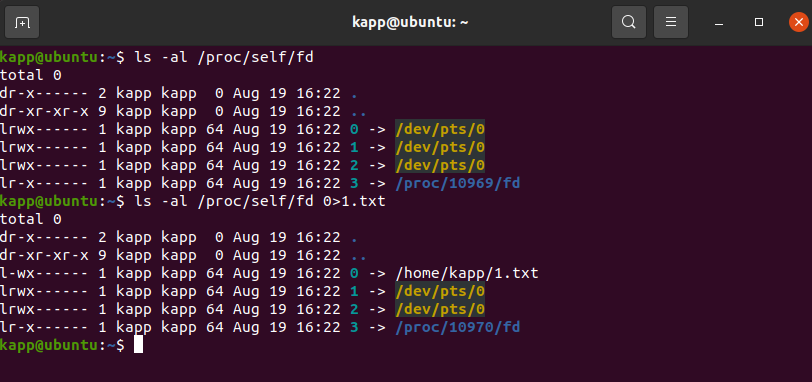 kapp@ubuntu: ~
kapp@ubuntu:~$ ls -al /proc/self/fd
total 0
dr-x------ 2 kapp kapp  0 Aug 19 16:22 .
dr-xr-xr-x 9 kapp kapp  0 Aug 19 16:22 ..
lrwx------ 1 kapp kapp 64 Aug 19 16:22 0 -> /dev/pts/0
lrwx------ 1 kapp kapp 64 Aug 19 16:22 1 -> /dev/pts/0
lrwx------ 1 kapp kapp 64 Aug 19 16:22 2 -> /dev/pts/0
lr-x------ 1 kapp kapp 64 Aug 19 16:22 3 -> /proc/10969/fd
kapp@ubuntu:~$ ls -al /proc/self/fd 0>1.txt
total 0
dr-x------ 2 kapp kapp  0 Aug 19 16:22 .
dr-xr-xr-x 9 kapp kapp  0 Aug 19 16:22 ..
l-wx------ 1 kapp kapp 64 Aug 19 16:22 0 -> /home/kapp/1.txt
lrwx------ 1 kapp kapp 64 Aug 19 16:22 1 -> /dev/pts/0
lrwx------ 1 kapp kapp 64 Aug 19 16:22 2 -> /dev/pts/0
lr-x------ 1 kapp kapp 64 Aug 19 16:22 3 -> /proc/10970/fd
kapp@ubuntu:~$